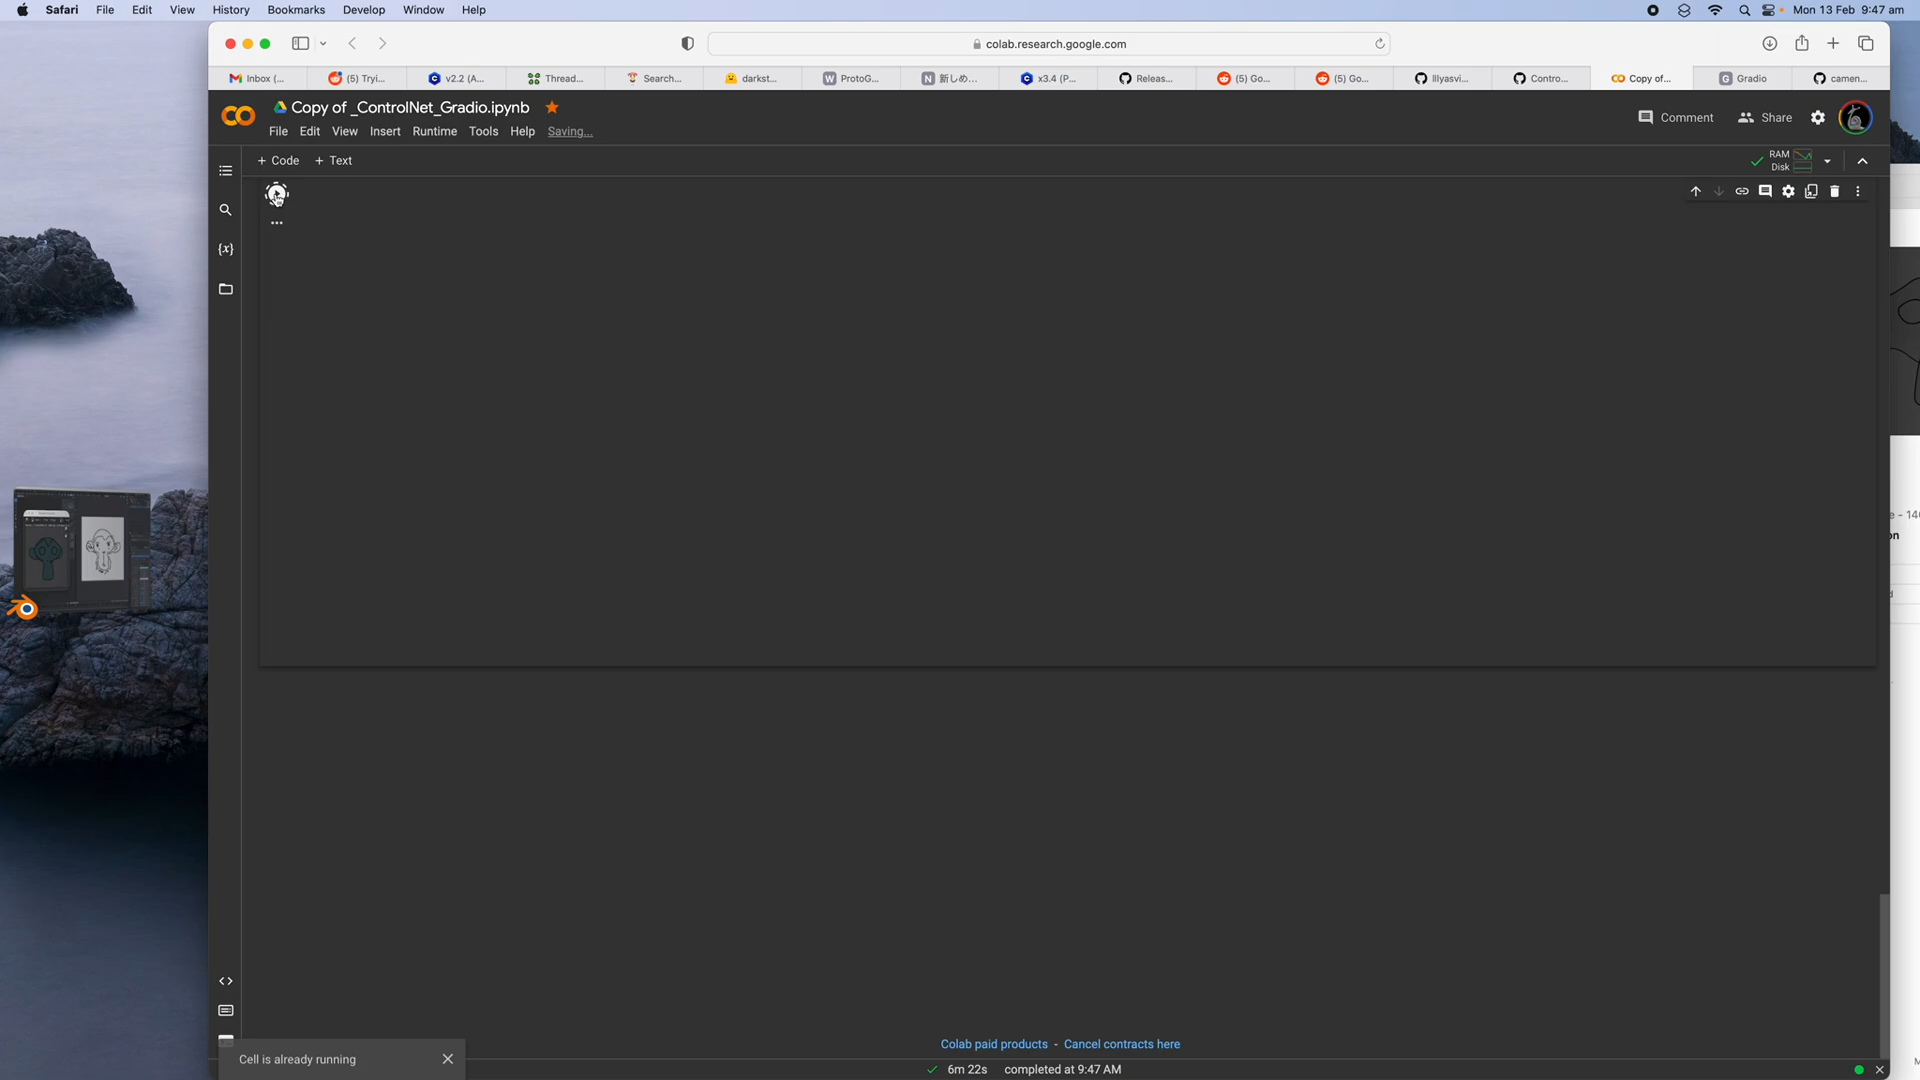 Safari File Edit View History Bookmarks Develop Window Help Mon 13 Feb 9:47 am
colab.research.google.com
Inbox (... (5) Tryi... v2.2 (A... Thread... Search... darkst... ProtoG... 新しめ... x3.4 (P... Releas... (5) Go... (5) Go... lllyasvi... Contro... Copy of... Gradio camen...
Copy of _ControlNet_Gradio.ipynb
File Edit View Insert Runtime Tools Help Saving...
Comment Share
+ Code + Text
RAM
Disk
{x}
e - 14
on
d
Colab paid products - Cancel contracts here
Cell is already running
6m 22s completed at 9:47 AM